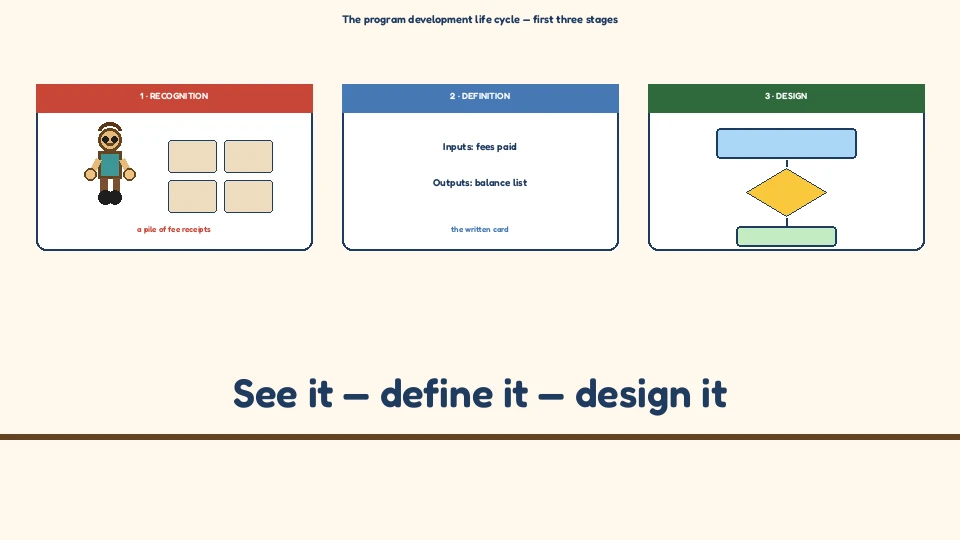 The program development life cycle — first three stages
1 · RECOGNITION
a pile of fee receipts
2 · DEFINITION
Inputs: fees paid
Outputs: balance list
the written card
3 · DESIGN
See it — define it — design it